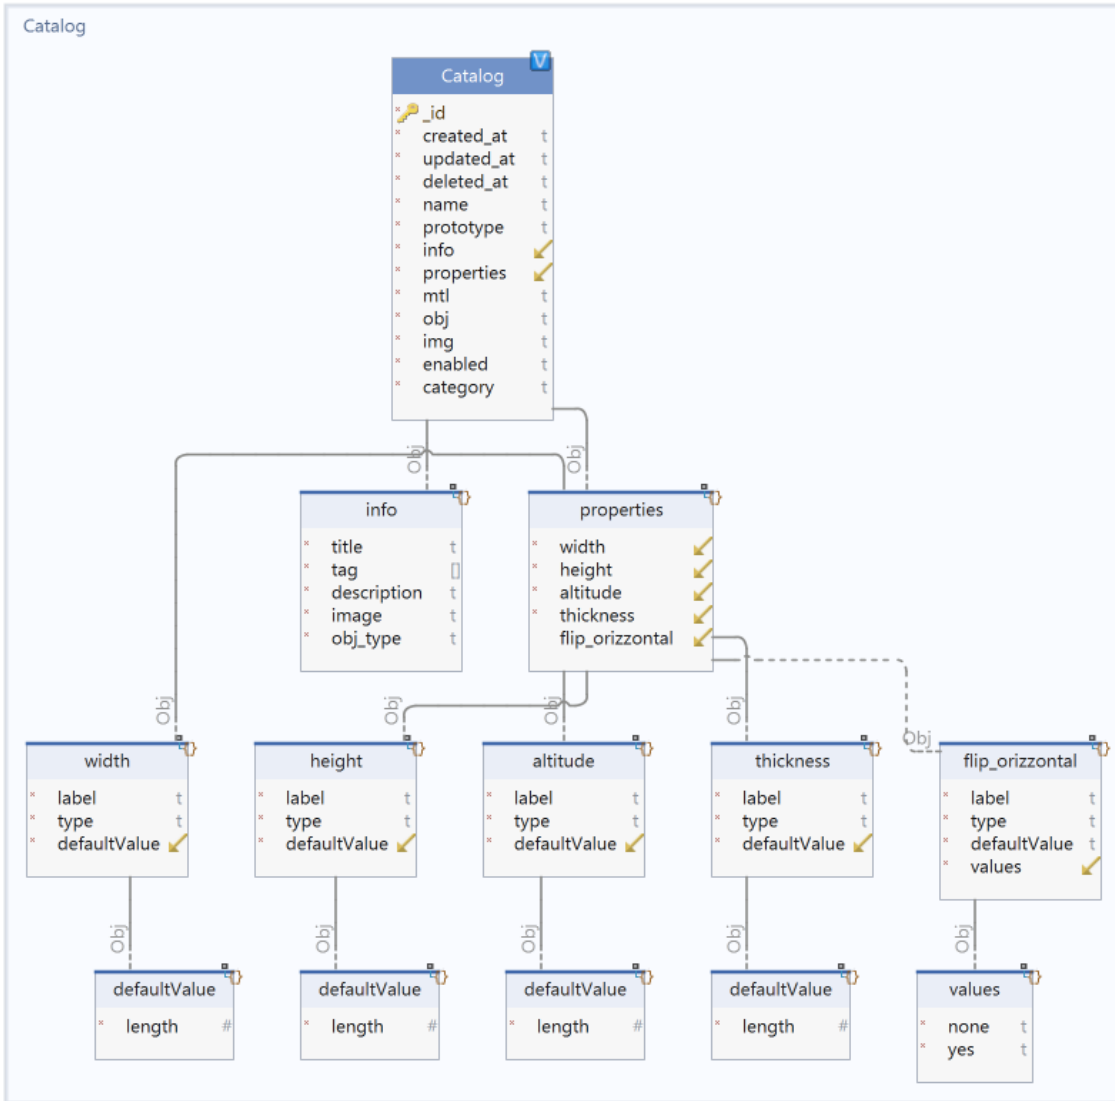 Catalog
V
Catalog
_id
created_at t
updated_at t
deleted_at t
name t
prototype t
info
properties
mtl t
obj t
img t
enabled t
category t
Obj
Obj
info
title t
tag []
description t
image t
obj_type t
properties
width
height
altitude
thickness
flip_orizzontal
Obj
Obj
Obj
Obj
Obj
width
label t
type t
defaultValue
height
label t
type t
defaultValue
altitude
label t
type t
defaultValue
thickness
label t
type t
defaultValue
flip_orizzontal
label t
type t
defaultValue t
values
Obj
Obj
Obj
Obj
Obj
defaultValue
length #
defaultValue
length #
defaultValue
length #
defaultValue
length #
values
none t
yes t